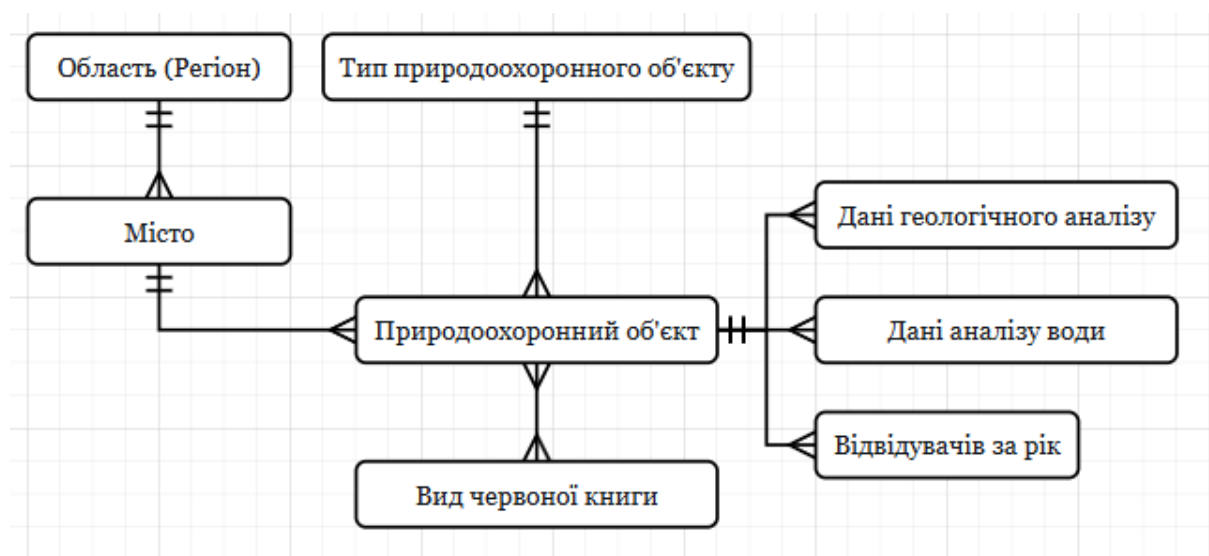 Область (Регіон)
Тип природоохоронного об'єкту
Місто
Дані геологічного аналізу
Природоохоронний об'єкт
Дані аналізу води
Відвідувачів за рік
Вид червоної книги